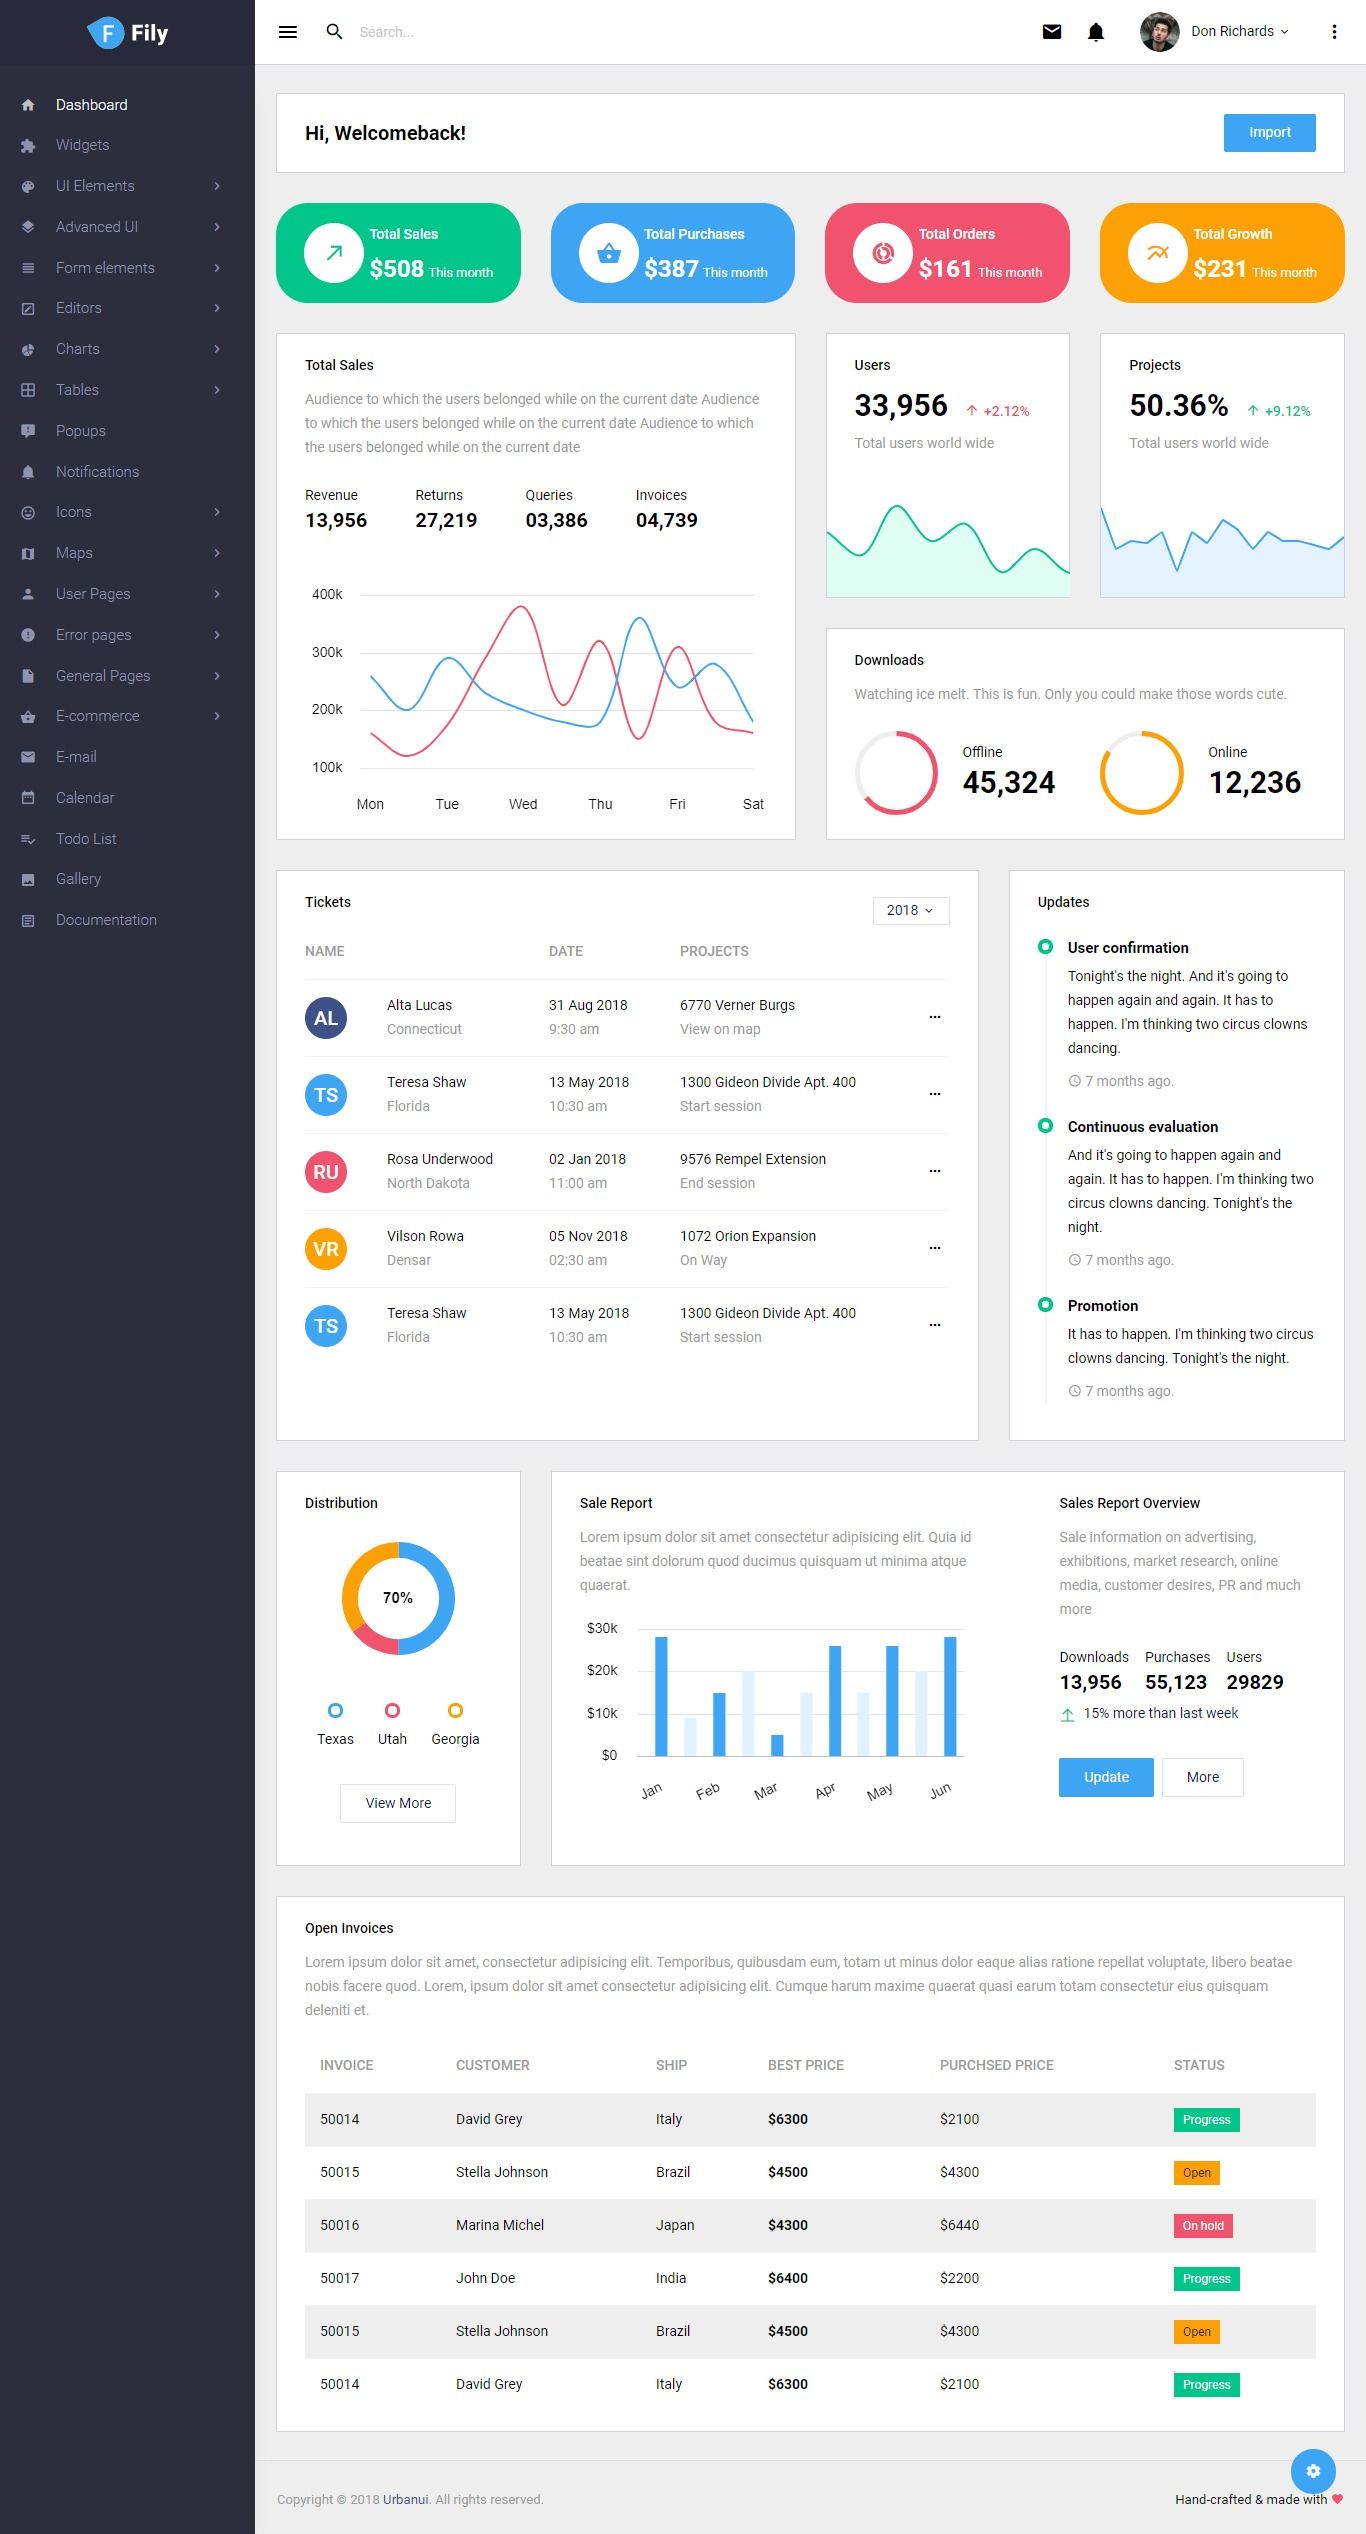 F Fily
Search...
Don Richards
Dashboard
Widgets
UI Elements
Advanced UI
Form elements
Editors
Charts
Tables
Popups
Notifications
Icons
Maps
User Pages
Error pages
General Pages
E-commerce
E-mail
Calendar
Todo List
Gallery
Documentation
Hi, Welcomeback!
Import
Total Sales
$508 This month
Total Purchases
$387 This month
Total Orders
$161 This month
Total Growth
$231 This month
Total Sales
Audience to which the users belonged while on the current date Audience
to which the users belonged while on the current date Audience to which
the users belonged while on the current date
Revenue Returns Queries Invoices
13,956 27,219 03,386 04,739
400k
300k
200k
100k
Mon Tue Wed Thu Fri Sat
Users
33,956 +2.12%
Total users world wide
Projects
50.36% +9.12%
Total users world wide
Downloads
Watching ice melt. This is fun. Only you could make those words cute.
Offline
45,324
Online
12,236
Tickets
2018
NAME DATE PROJECTS
AL Alta Lucas 31 Aug 2018 6770 Verner Burgs ...
Connecticut 9:30 am View on map
TS Teresa Shaw 13 May 2018 1300 Gideon Divide Apt. 400 ...
Florida 10:30 am Start session
RU Rosa Underwood 02 Jan 2018 9576 Rempel Extension ...
North Dakota 11:00 am End session
VR Vilson Rowa 05 Nov 2018 1072 Orion Expansion ...
Densar 02:30 am On Way
TS Teresa Shaw 13 May 2018 1300 Gideon Divide Apt. 400 ...
Florida 10:30 am Start session
Updates
User confirmation
Tonight's the night. And it's going to
happen again and again. It has to
happen. I'm thinking two circus clowns
dancing.
7 months ago.
Continuous evaluation
And it's going to happen again and
again. It has to happen. I'm thinking two
circus clowns dancing. Tonight's the
night.
7 months ago.
Promotion
It has to happen. I'm thinking two circus
clowns dancing. Tonight's the night.
7 months ago.
Distribution
70%
Texas Utah Georgia
View More
Sale Report
Lorem ipsum dolor sit amet consectetur adipisicing elit. Quia id
beatae sint dolorum quod ducimus quisquam ut minima atque
quaerat.
$30k
$20k
$10k
$0
Jan Feb Mar Apr May Jun
Sales Report Overview
Sale information on advertising,
exhibitions, market research, online
media, customer desires, PR and much
more
Downloads Purchases Users
13,956 55,123 29829
15% more than last week
Update More
Open Invoices
Lorem ipsum dolor sit amet, consectetur adipisicing elit. Temporibus, quibusdam eum, totam ut minus dolor eaque alias ratione repellat voluptate, libero beatae
nobis facere quod. Lorem, ipsum dolor sit amet consectetur adipisicing elit. Cumque harum maxime quaerat quasi earum totam consectetur eius quisquam
deleniti et.
INVOICE CUSTOMER SHIP BEST PRICE PURCHSED PRICE STATUS
50014 David Grey Italy $6300 $2100 Progress
50015 Stella Johnson Brazil $4500 $4300 Open
50016 Marina Michel Japan $4300 $6440 On hold
50017 John Doe India $6400 $2200 Progress
50015 Stella Johnson Brazil $4500 $4300 Open
50014 David Grey Italy $6300 $2100 Progress
Copyright © 2018 Urbanui. All rights reserved.
Hand-crafted & made with